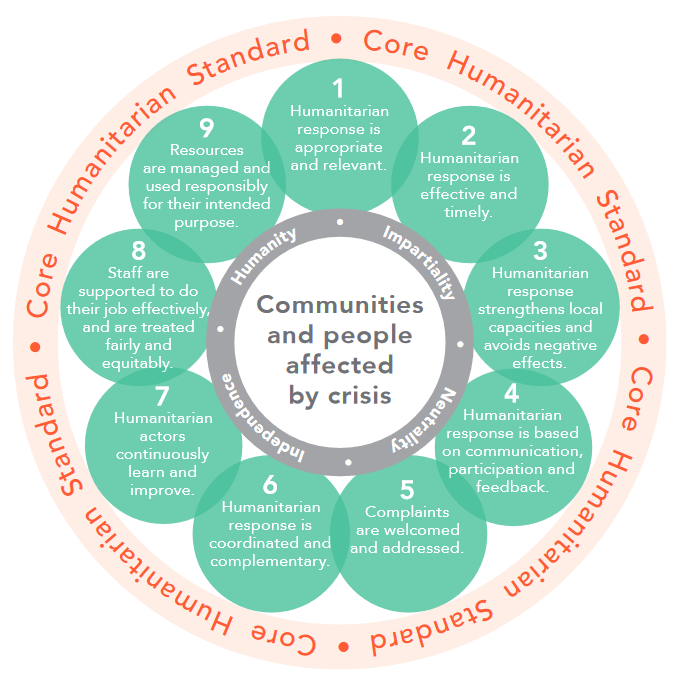 Core Humanitarian Standard • Core Humanitarian Standard • Core Humanitarian Standard • Core Humanitarian Standard •
1
Humanitarian
response is
appropriate
and relevant.
2
Humanitarian
response is
effective and
timely.
3
Humanitarian
response
strengthens local
capacities and
avoids negative
effects.
4
Humanitarian
response is based
on communication,
participation and
feedback.
5
Complaints
are welcomed
and addressed.
6
Humanitarian
response is
coordinated and
complementary.
7
Humanitarian
actors
continuously
learn and
improve.
8
Staff are
supported to do
their job effectively,
and are treated
fairly and
equitably.
9
Resources
are managed and
used responsibly
for their intended
purpose.
Humanity • Impartiality • Neutrality • Independence •
Communities
and people
affected
by crisis